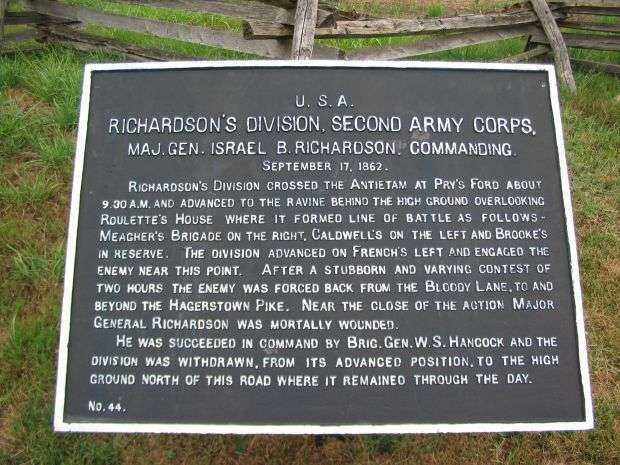 U.S.A.
RICHARDSON'S DIVISION, SECOND ARMY CORPS,
MAJ. GEN. ISRAEL B. RICHARDSON, COMMANDING.
SEPTEMBER 17, 1862.
RICHARDSON'S DIVISION CROSSED THE ANTIETAM AT PRY'S FORD ABOUT
9.30 A.M. AND ADVANCED TO THE RAVINE BEHIND THE HIGH GROUND OVERLOOKING
ROULETTE'S HOUSE WHERE IT FORMED LINE OF BATTLE AS FOLLOWS-
MEAGHER'S BRIGADE ON THE RIGHT, CALDWELL'S ON THE LEFT AND BROOKE'S
IN RESERVE. THE DIVISION ADVANCED ON FRENCH'S LEFT AND ENGAGED THE
ENEMY NEAR THIS POINT. AFTER A STUBBORN AND VARYING CONTEST OF
TWO HOURS THE ENEMY WAS FORCED BACK FROM THE BLOODY LANE, TO AND
BEYOND THE HAGERSTOWN PIKE. NEAR THE CLOSE OF THE ACTION MAJOR
GENERAL RICHARDSON WAS MORTALLY WOUNDED.
HE WAS SUCCEEDED IN COMMAND BY BRIG. GEN. W.S. HANCOCK AND THE
DIVISION WAS WITHDRAWN, FROM ITS ADVANCED POSITION, TO THE HIGH
GROUND NORTH OF THIS ROAD WHERE IT REMAINED THROUGH THE DAY.
NO. 44.